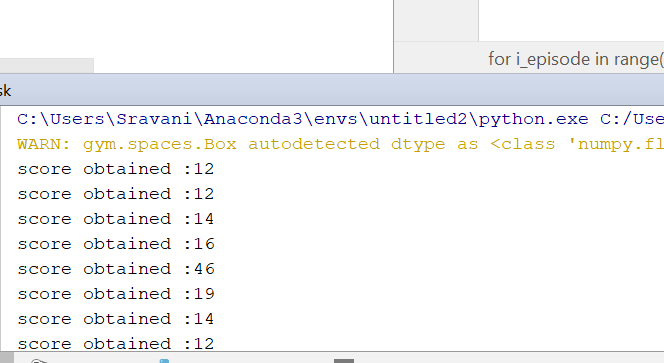 for i_episode in range(
sk
C:\Users\Sravani\Anaconda3\envs\untitled2\python.exe C:/Use
WARN: gym.spaces.Box autodetected dtype as <class 'numpy.fl
score obtained :12
score obtained :12
score obtained :14
score obtained :16
score obtained :46
score obtained :19
score obtained :14
score obtained :12